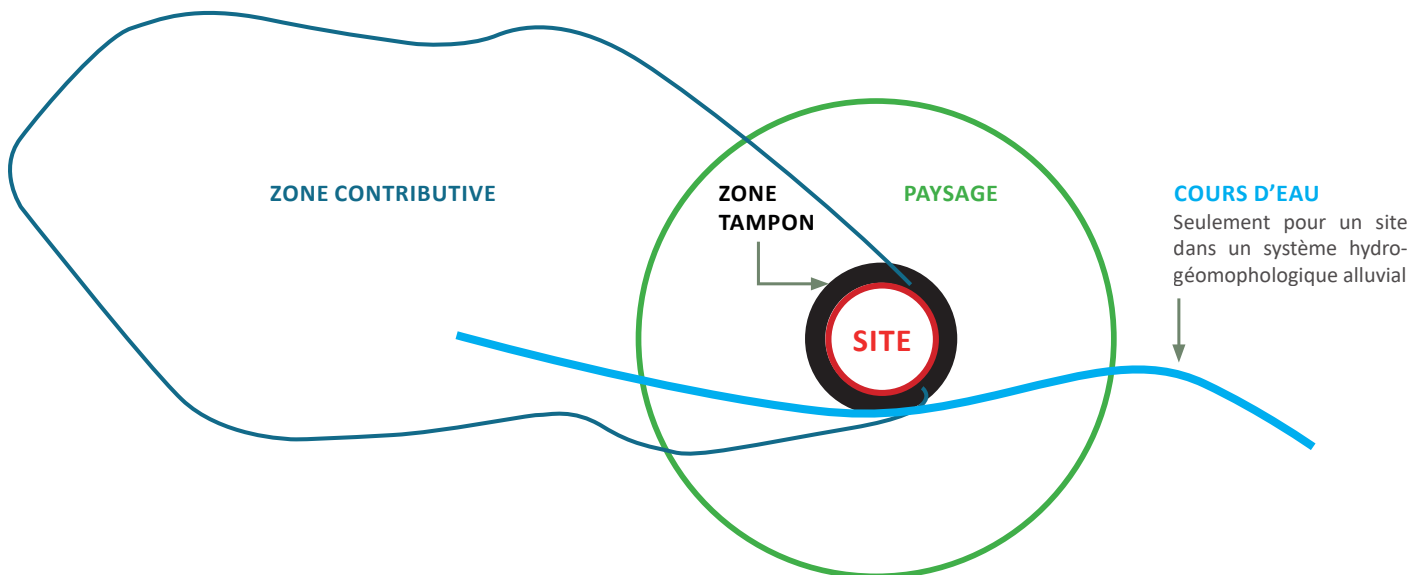 ZONE CONTRIBUTIVE
ZONE
TAMPON
PAYSAGE
COURS D’EAU
Seulement pour un site
dans un système hydro-
géomophologique alluvial
SITE